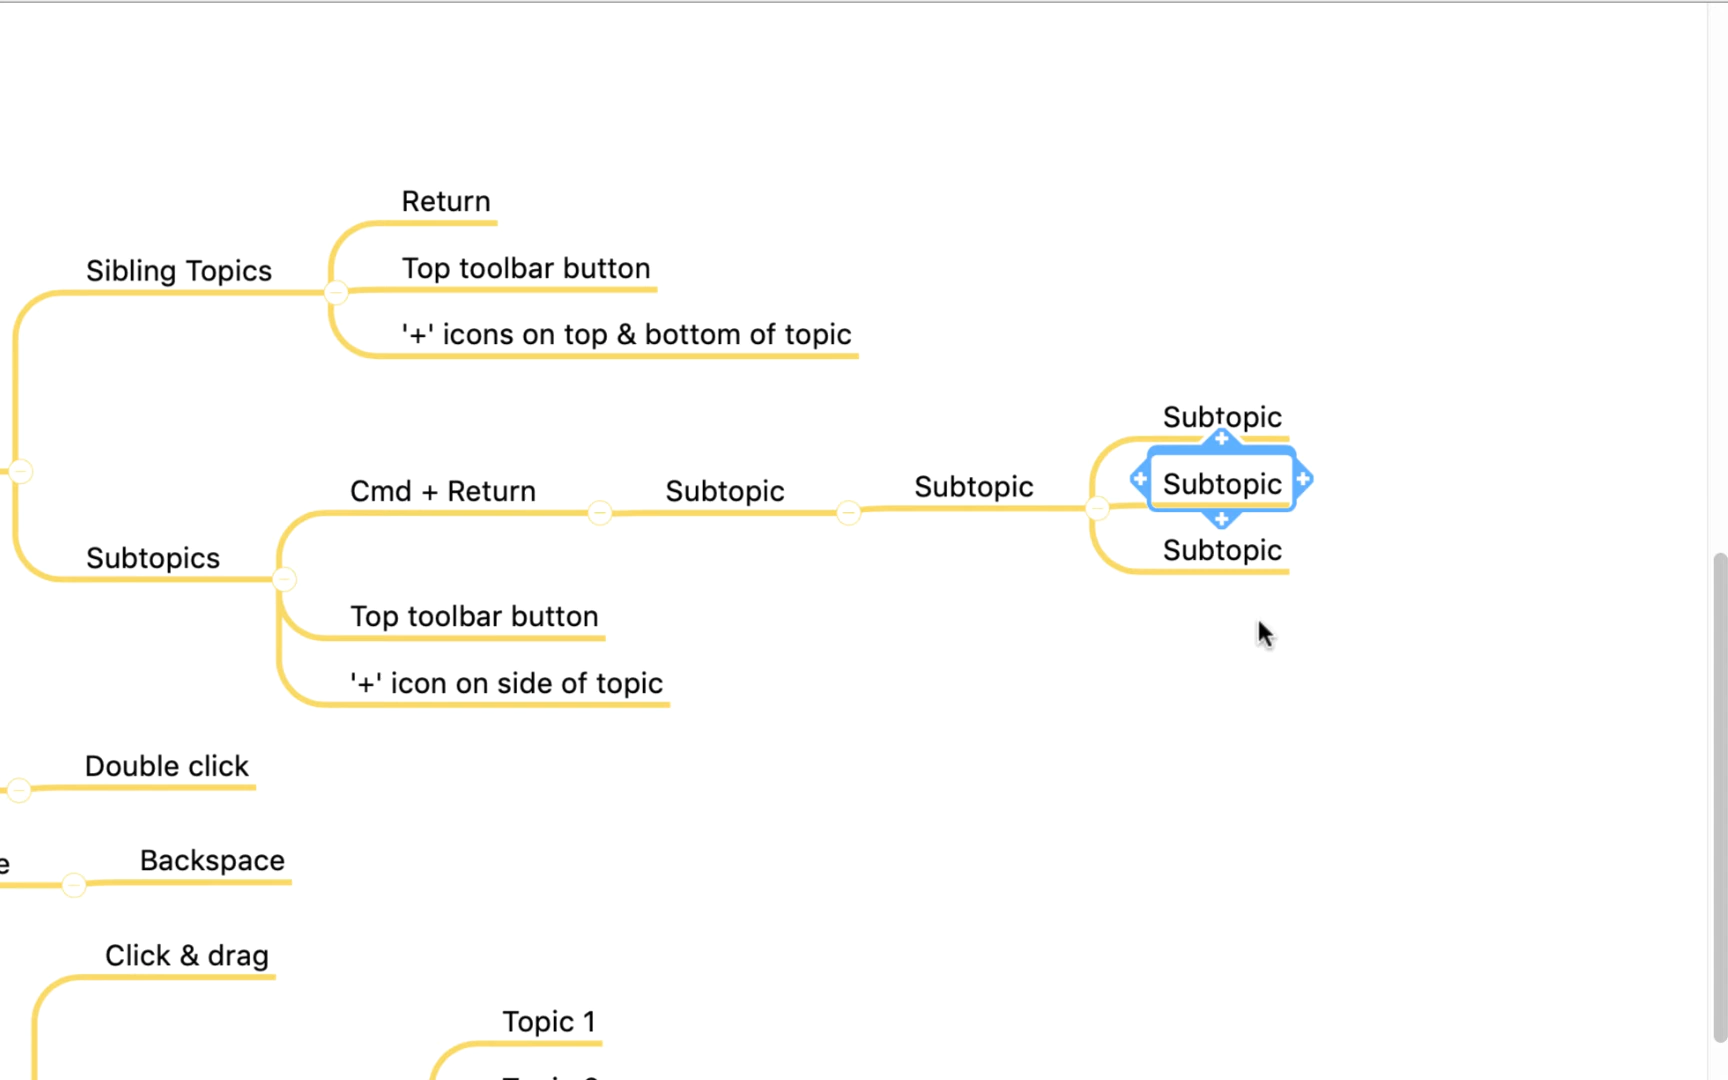 Return
Sibling Topics
Top toolbar button
'+' icons on top & bottom of topic
Subtopic
Cmd + Return
Subtopic
Subtopic
Subtopic
Subtopics
Subtopic
Top toolbar button
'+' icon on side of topic
Double click
e
Backspace
Click & drag
Topic 1